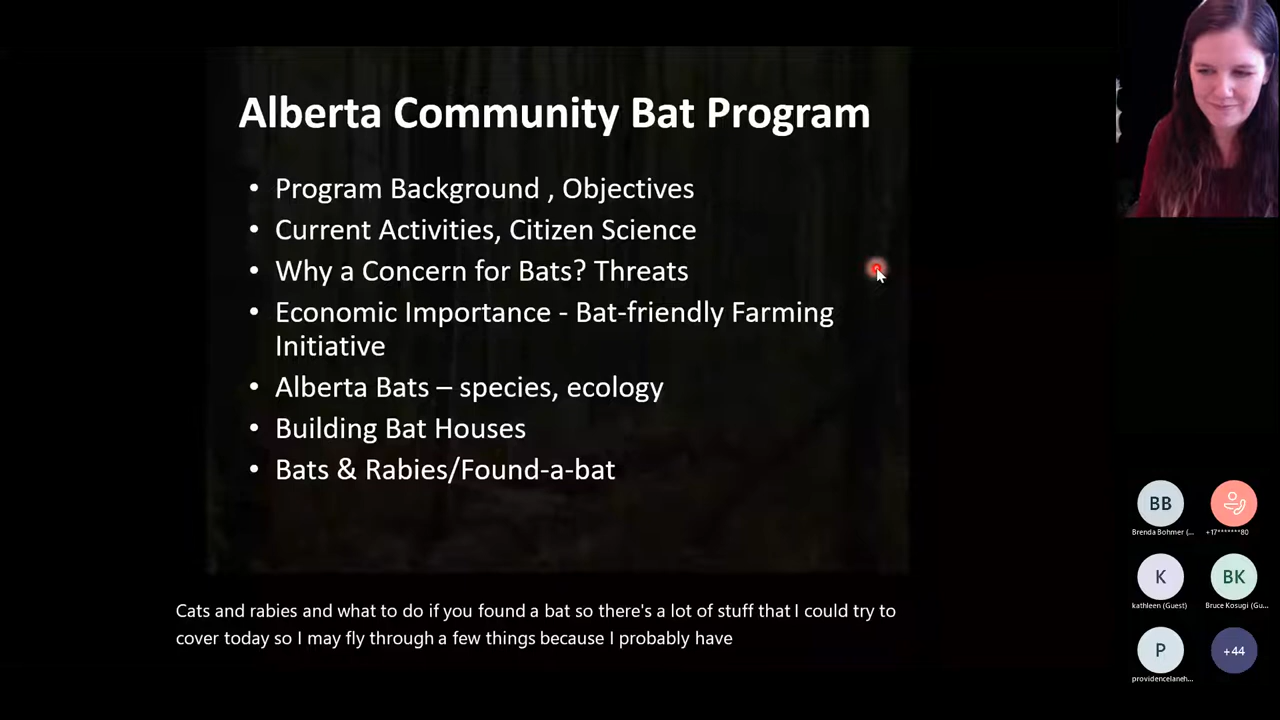 Alberta Community Bat Program
• Program Background , Objectives
• Current Activities, Citizen Science
• Why a Concern for Bats? Threats
• Economic Importance - Bat-friendly Farming
Initiative
• Alberta Bats – species, ecology
• Building Bat Houses
• Bats & Rabies/Found-a-bat
Cats and rabies and what to do if you found a bat so there's a lot of stuff that I could try to
cover today so I may fly through a few things because I probably have
BB
Brenda Bohmer (...
+17*******80
K
kathleen (Guest)
BK
Bruce Kosugi (Gu...
P
providencelaneh...
+44